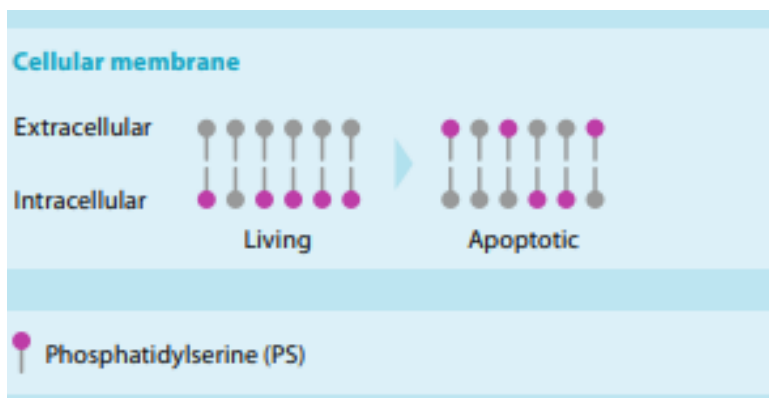 Cellular membrane
Extracellular
Intracellular
Living Apoptotic
Phosphatidylserine (PS)